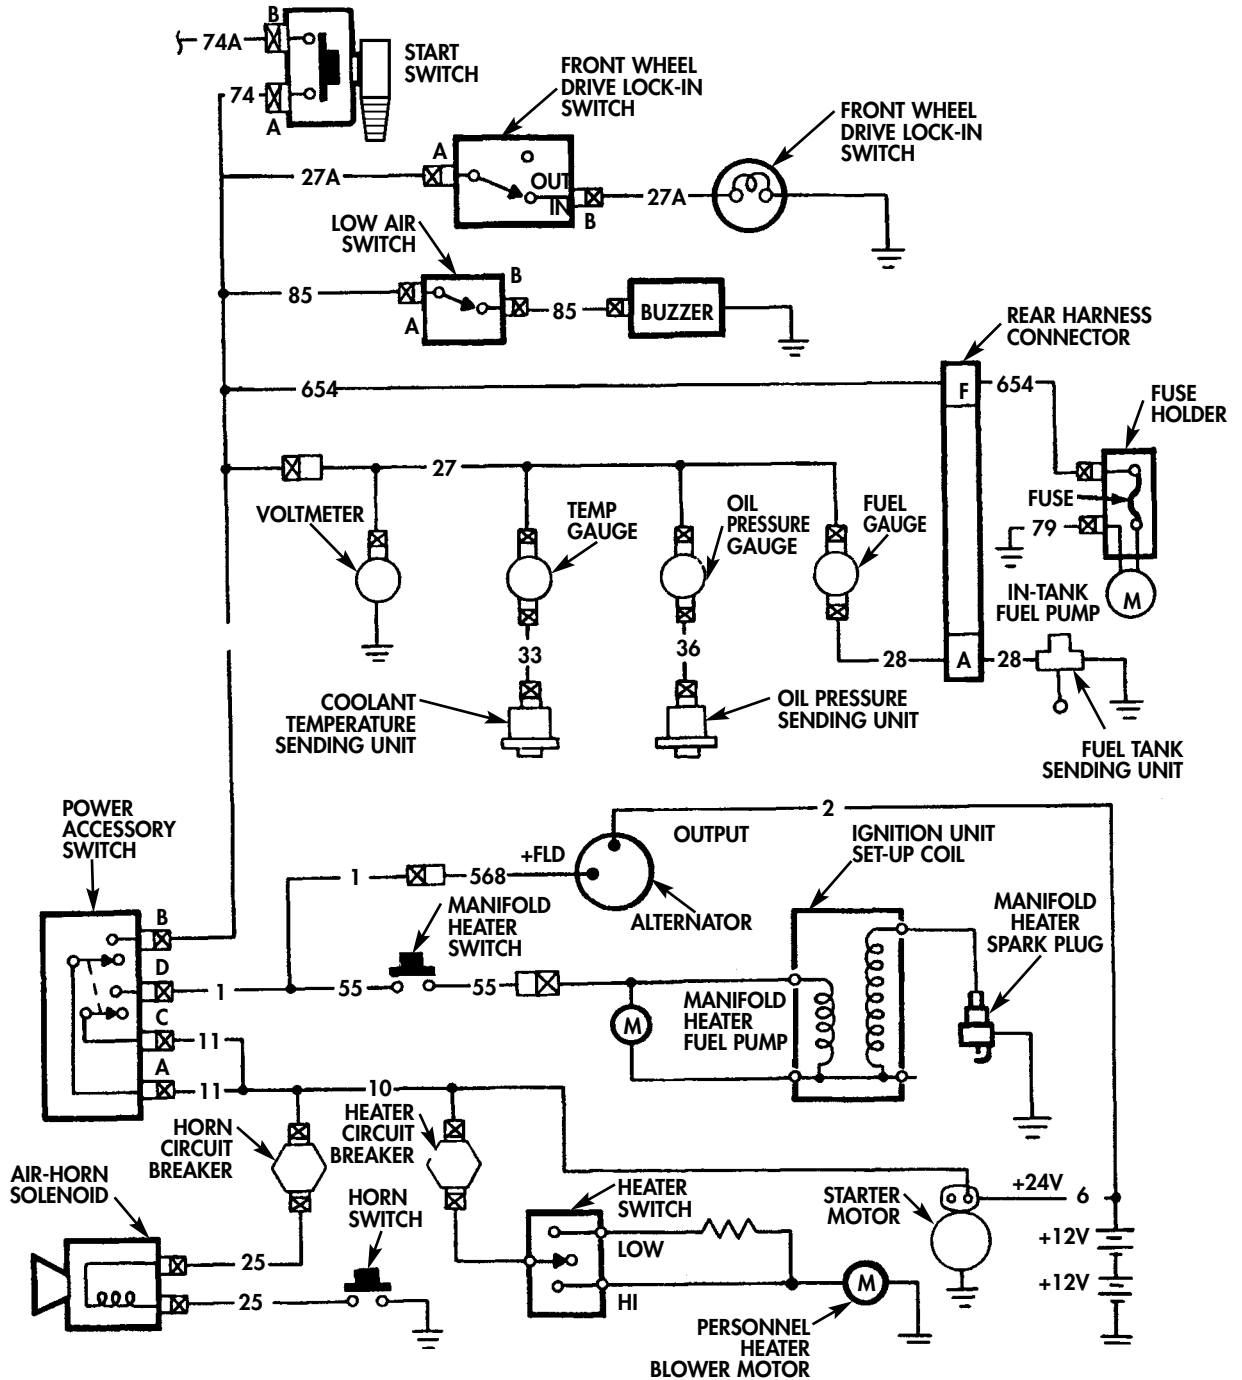 B
74A
START
SWITCH
74
A
FRONT WHEEL
DRIVE LOCK-IN
SWITCH
FRONT WHEEL
DRIVE LOCK-IN
SWITCH
A
27A
OUT
IN
27A
B
LOW AIR
SWITCH
B
85
A
85
BUZZER
REAR HARNESS
CONNECTOR
654
F
654
FUSE
HOLDER
27
FUSE
79
VOLTMETER
TEMP
GAUGE
OIL
PRESSURE
GAUGE
FUEL
GAUGE
IN-TANK
FUEL PUMP
M
33
36
28
A
28
COOLANT
TEMPERATURE
SENDING UNIT
OIL PRESSURE
SENDING UNIT
FUEL TANK
SENDING UNIT
POWER
ACCESSORY
SWITCH
2
OUTPUT
IGNITION UNIT
SET-UP COIL
+FLD
1
568
ALTERNATOR
MANIFOLD
HEATER
SWITCH
MANIFOLD
HEATER
SPARK PLUG
B
D
1
55
55
MANIFOLD
HEATER
FUEL PUMP
M
C
11
A
11
10
HORN
CIRCUIT
BREAKER
HEATER
CIRCUIT
BREAKER
AIR-HORN
SOLENOID
HORN
SWITCH
HEATER
SWITCH
STARTER
MOTOR
+24V
6
LOW
+12V
25
+12V
25
HI
M
PERSONNEL
HEATER
BLOWER MOTOR